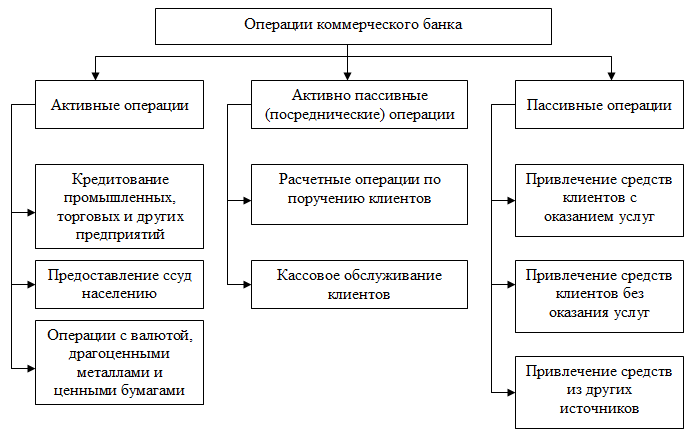 Операции коммерческого банка
Активные операции
Активно пассивные
(посреднические) операции
Пассивные операции
Кредитование
промышленных,
торговых и других
предприятий
Предоставление ссуд
населению
Операции с валютой,
драгоценными
металлами и
ценными бумагами
Расчетные операции по
поручению клиентов
Кассовое обслуживание
клиентов
Привлечение средств
клиентов с
оказанием услуг
Привлечение средств
клиентов без
оказания услуг
Привлечение средств
из других
источников